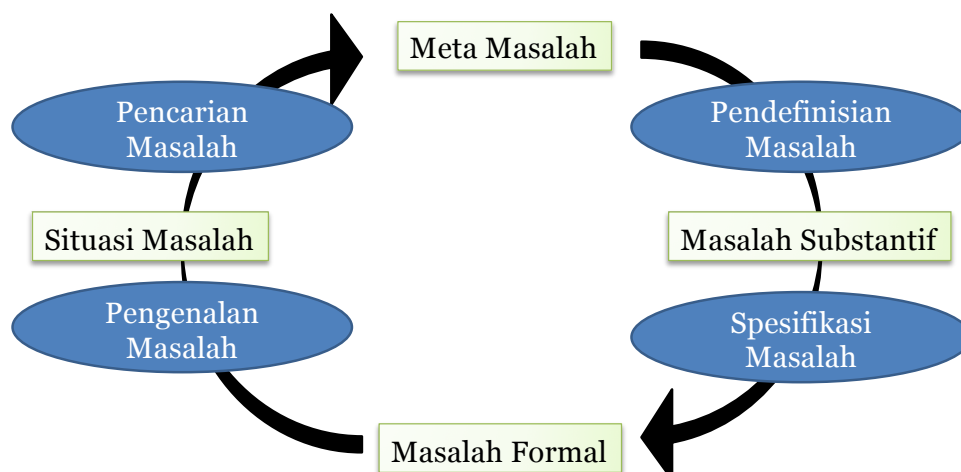 Meta Masalah
Pencarian
Masalah
Pendefinisian
Masalah
Situasi Masalah
Masalah Substantif
Pengenalan
Masalah
Spesifikasi
Masalah
Masalah Formal